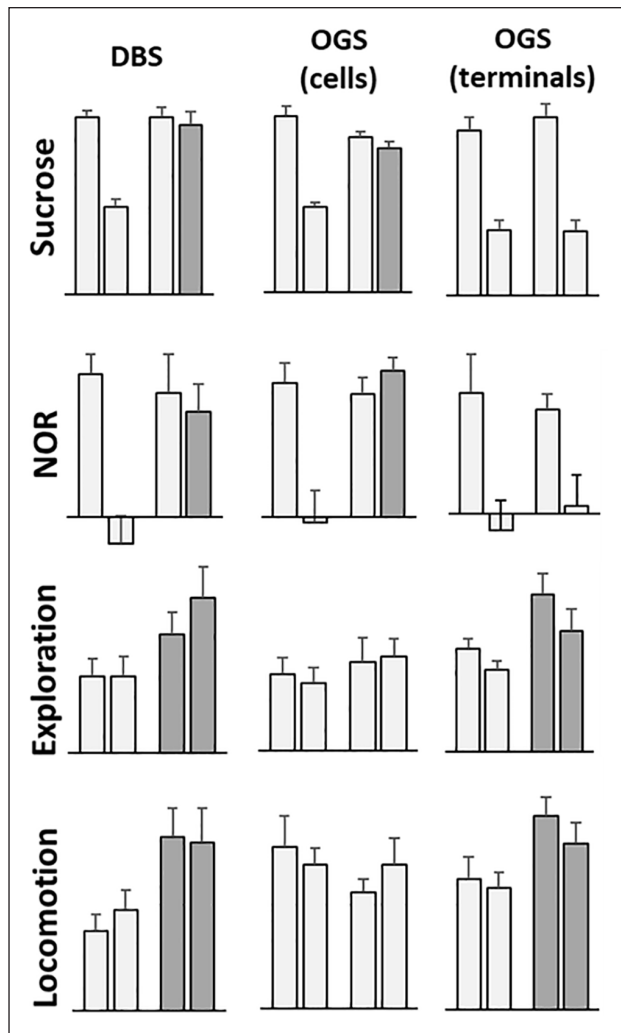 DBS
OGS
(cells)
OGS
(terminals)
Sucrose
NOR
Exploration
Locomotion